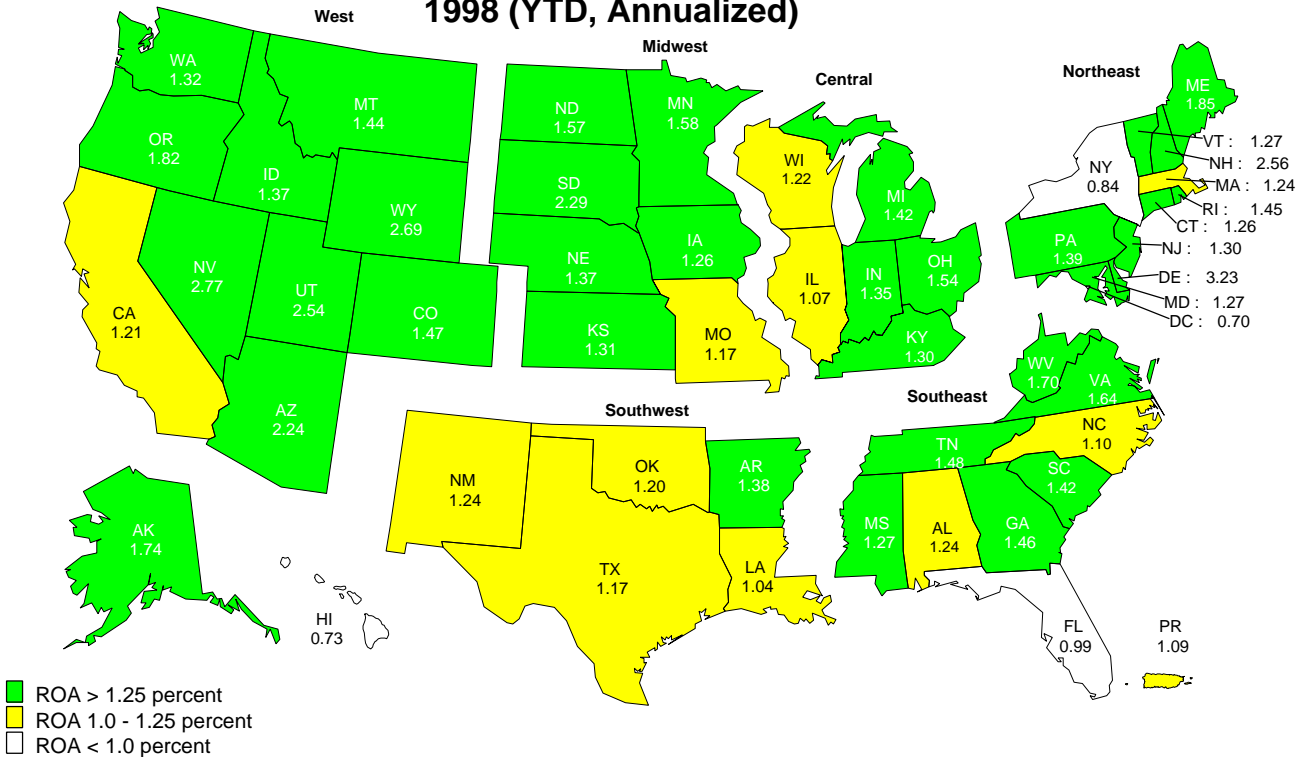 1998 (YTD, Annualized)
West
Midwest
Central
Northeast
WA
1.32
MT
1.44
OR
1.82
ID
1.37
WY
2.69
NV
2.77
UT
2.54
CO
1.47
CA
1.21
AZ
2.24
AK
1.74
HI
0.73
ND
1.57
MN
1.58
SD
2.29
NE
1.37
IA
1.26
KS
1.31
MO
1.17
WI
1.22
MI
1.42
IL
1.07
IN
1.35
OH
1.54
KY
1.30
ME
1.85
NY
0.84
VT : 1.27
NH : 2.56
MA : 1.24
RI : 1.45
CT : 1.26
NJ : 1.30
PA
1.39
DE : 3.23
MD : 1.27
DC : 0.70
Southwest
NM
1.24
OK
1.20
AR
1.38
TX
1.17
LA
1.04
Southeast
WV
1.70
VA
1.64
NC
1.10
TN
1.48
SC
1.42
MS
1.27
AL
1.24
GA
1.46
FL
0.99
PR
1.09
ROA > 1.25 percent
ROA 1.0 - 1.25 percent
ROA < 1.0 percent